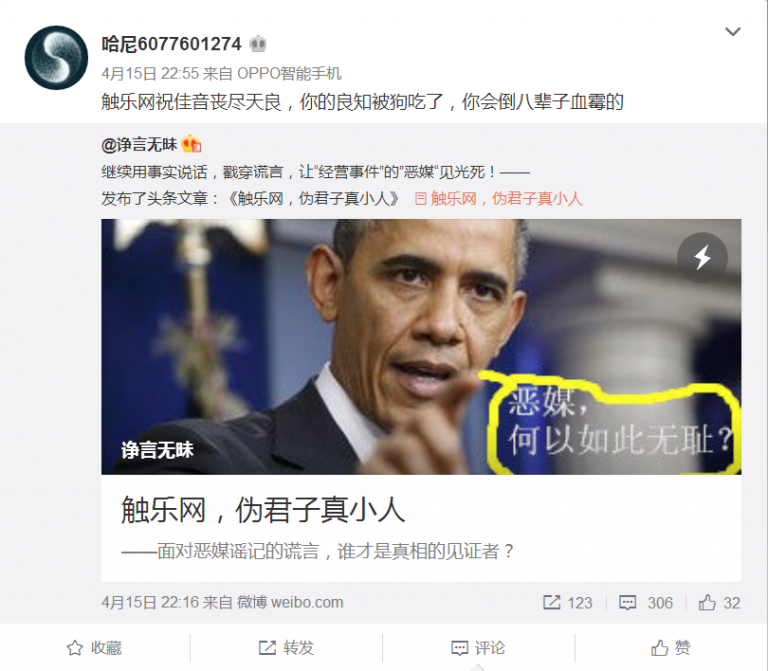 哈尼6077601274
4月15日 22:55 来自 OPPO智能手机
触乐网祝佳音丧尽天良，你的良知被狗吃了，你会倒八辈子血霉的
@诤言无昧
继续用事实说话，戳穿谎言，让"经营事件"的"恶媒"见光死！——
发布了头条文章：《触乐网，伪君子真小人》 触乐网，伪君子真小人
恶媒，
何以如此无耻？
诤言无昧
触乐网，伪君子真小人
——面对恶媒谣记的谎言，谁才是真相的见证者？
4月15日 22:16 来自 微博 weibo.com 123 306 32
收藏 转发 评论 赞